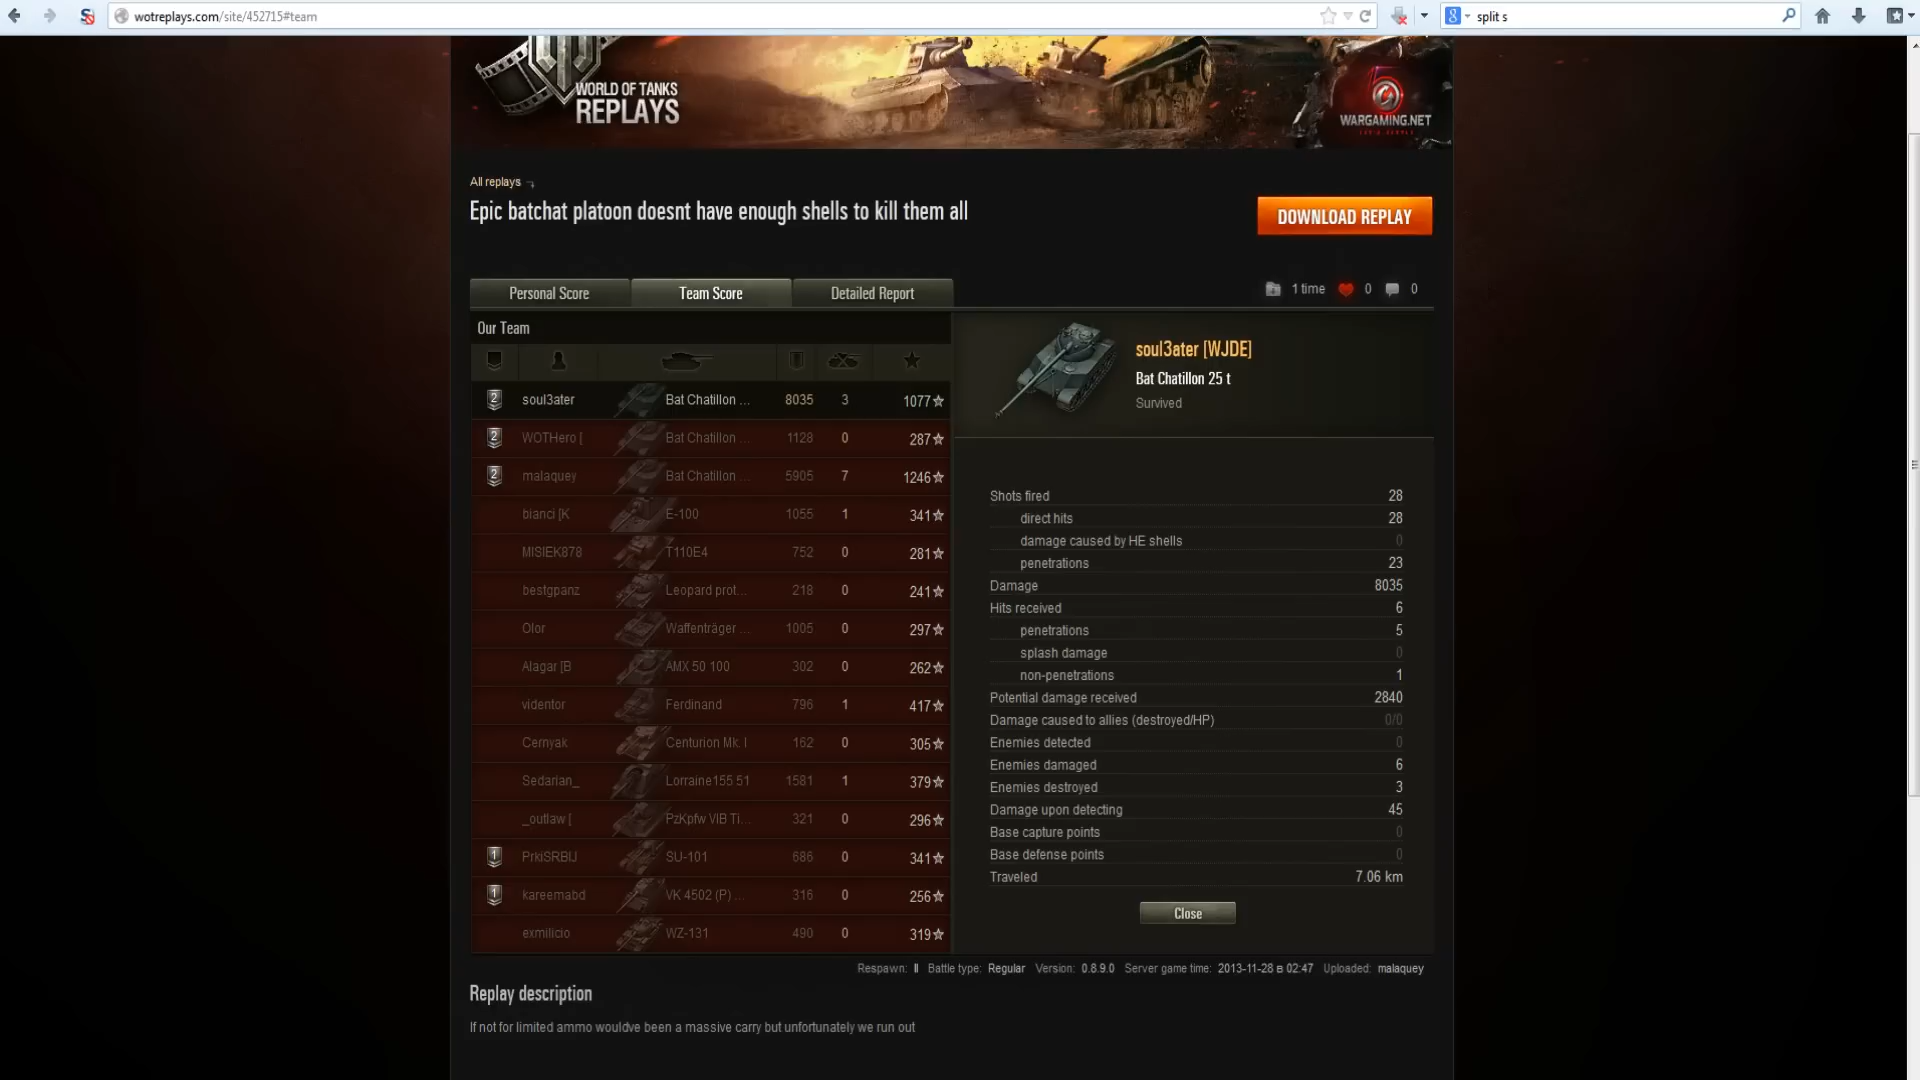 wotreplays.com/site/452715#team
8
split s
WORLD OF TANKS
REPLAYS
WARGAMING.NET
LET'S BATTLE
All replays
Epic batchat platoon doesnt have enough shells to kill them all
DOWNLOAD REPLAY
Personal Score
Team Score
Detailed Report
1 time
0
0
Our Team
2 soul3ater Bat Chatillon ... 8035 3 1077
2 WOTHero [ Bat Chatillon ... 1128 0 287
2 malaquey Bat Chatillon ... 5905 7 1246
bianci [K E-100 1055 1 341
MISIEK878 T110E4 752 0 281
bestgpanz Leopard prot... 218 0 241
Olor Waffenträger ... 1005 0 297
Alagar [B AMX 50 100 302 0 262
videntor Ferdinand 796 1 417
Cernyak Centurion Mk. I 162 0 305
Sedarian_ Lorraine155 51 1581 1 379
_outlaw [ PzKpfw VIB Ti... 321 0 296
1 PrkiSRBIJ SU-101 686 0 341
1 kareemabd VK 4502 (P) ... 316 0 256
exmilicio WZ-131 490 0 319
soul3ater [WJDE]
Bat Chatillon 25 t
Survived
Shots fired 28
direct hits 28
damage caused by HE shells 0
penetrations 23
Damage 8035
Hits received 6
penetrations 5
splash damage 0
non-penetrations 1
Potential damage received 2840
Damage caused to allies (destroyed/HP) 0/0
Enemies detected 0
Enemies damaged 6
Enemies destroyed 3
Damage upon detecting 45
Base capture points 0
Base defense points 0
Traveled 7.06 km
Close
Respawn: II Battle type: Regular Version: 0.8.9.0 Server game time: 2013-11-28 в 02:47 Uploaded: malaquey
Replay description
If not for limited ammo wouldve been a massive carry but unfortunately we run out